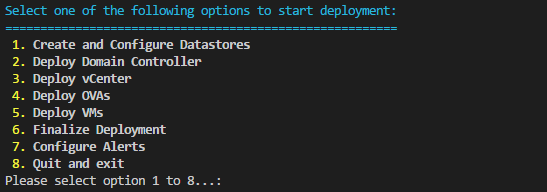 Select one of the following options to start deployment:
========================================================
1. Create and Configure Datastores
2. Deploy Domain Controller
3. Deploy vCenter
4. Deploy OVAs
5. Deploy VMs
6. Finalize Deployment
7. Configure Alerts
8. Quit and exit
Please select option 1 to 8...: